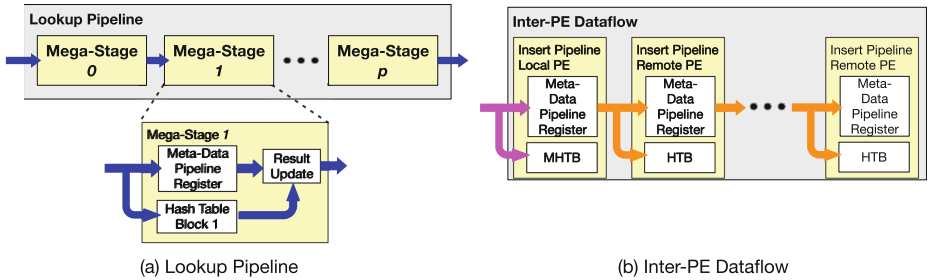 Lookup Pipeline
Mega-Stage
0
Mega-Stage
1
Mega-Stage
p
Mega-Stage 1
Meta-Data
Pipeline
Register
Result
Update
Hash Table
Block 1
(a) Lookup Pipeline
Inter-PE Dataflow
Insert Pipeline
Local PE
Meta-
Data
Pipeline
Register
MHTB
Insert Pipeline
Remote PE
Meta-
Data
Pipeline
Register
HTB
Insert Pipeline
Remote PE
Meta-
Data
Pipeline
Register
HTB
(b) Inter-PE Dataflow